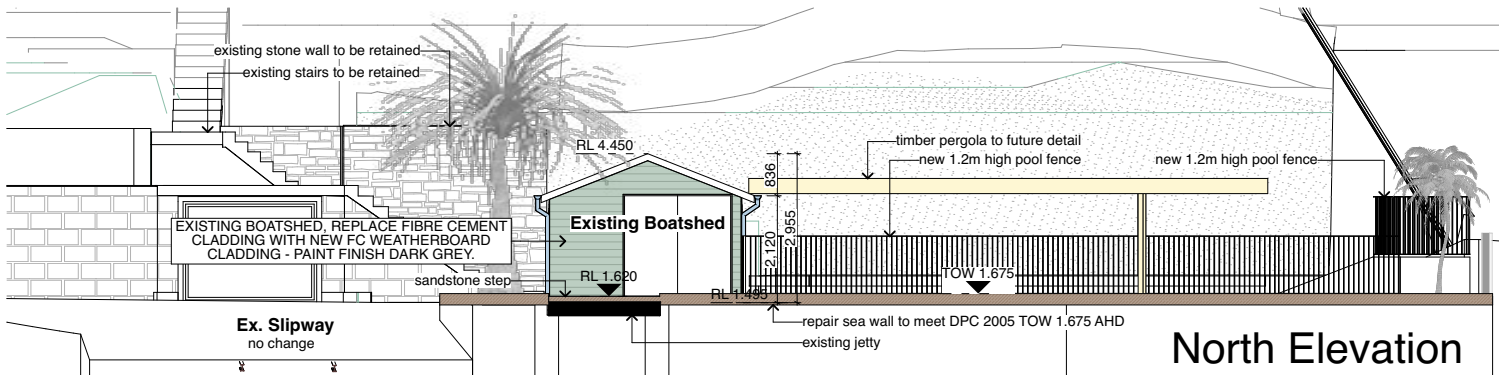 existing stone wall to be retained
existing stairs to be retained
RL 4.450
timber pergola to future detail
new 1.2m high pool fence
new 1.2m high pool fence
836
2,120
2,955
EXISTING BOATSHED, REPLACE FIBRE CEMENT
CLADDING WITH NEW FC WEATHERBOARD
CLADDING - PAINT FINISH DARK GREY.
Existing Boatshed
sandstone step
RL 1.620
TOW 1.675
RL 1.495
Ex. Slipway
no change
repair sea wall to meet DPC 2005 TOW 1.675 AHD
existing jetty
North Elevation